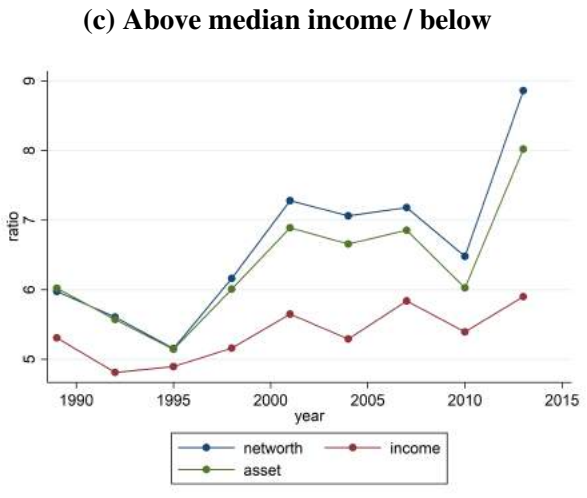 (c) Above median income / below
9
8
7
6
5
ratio
1990 1995 2000 2005 2010 2015
year
networth income
asset